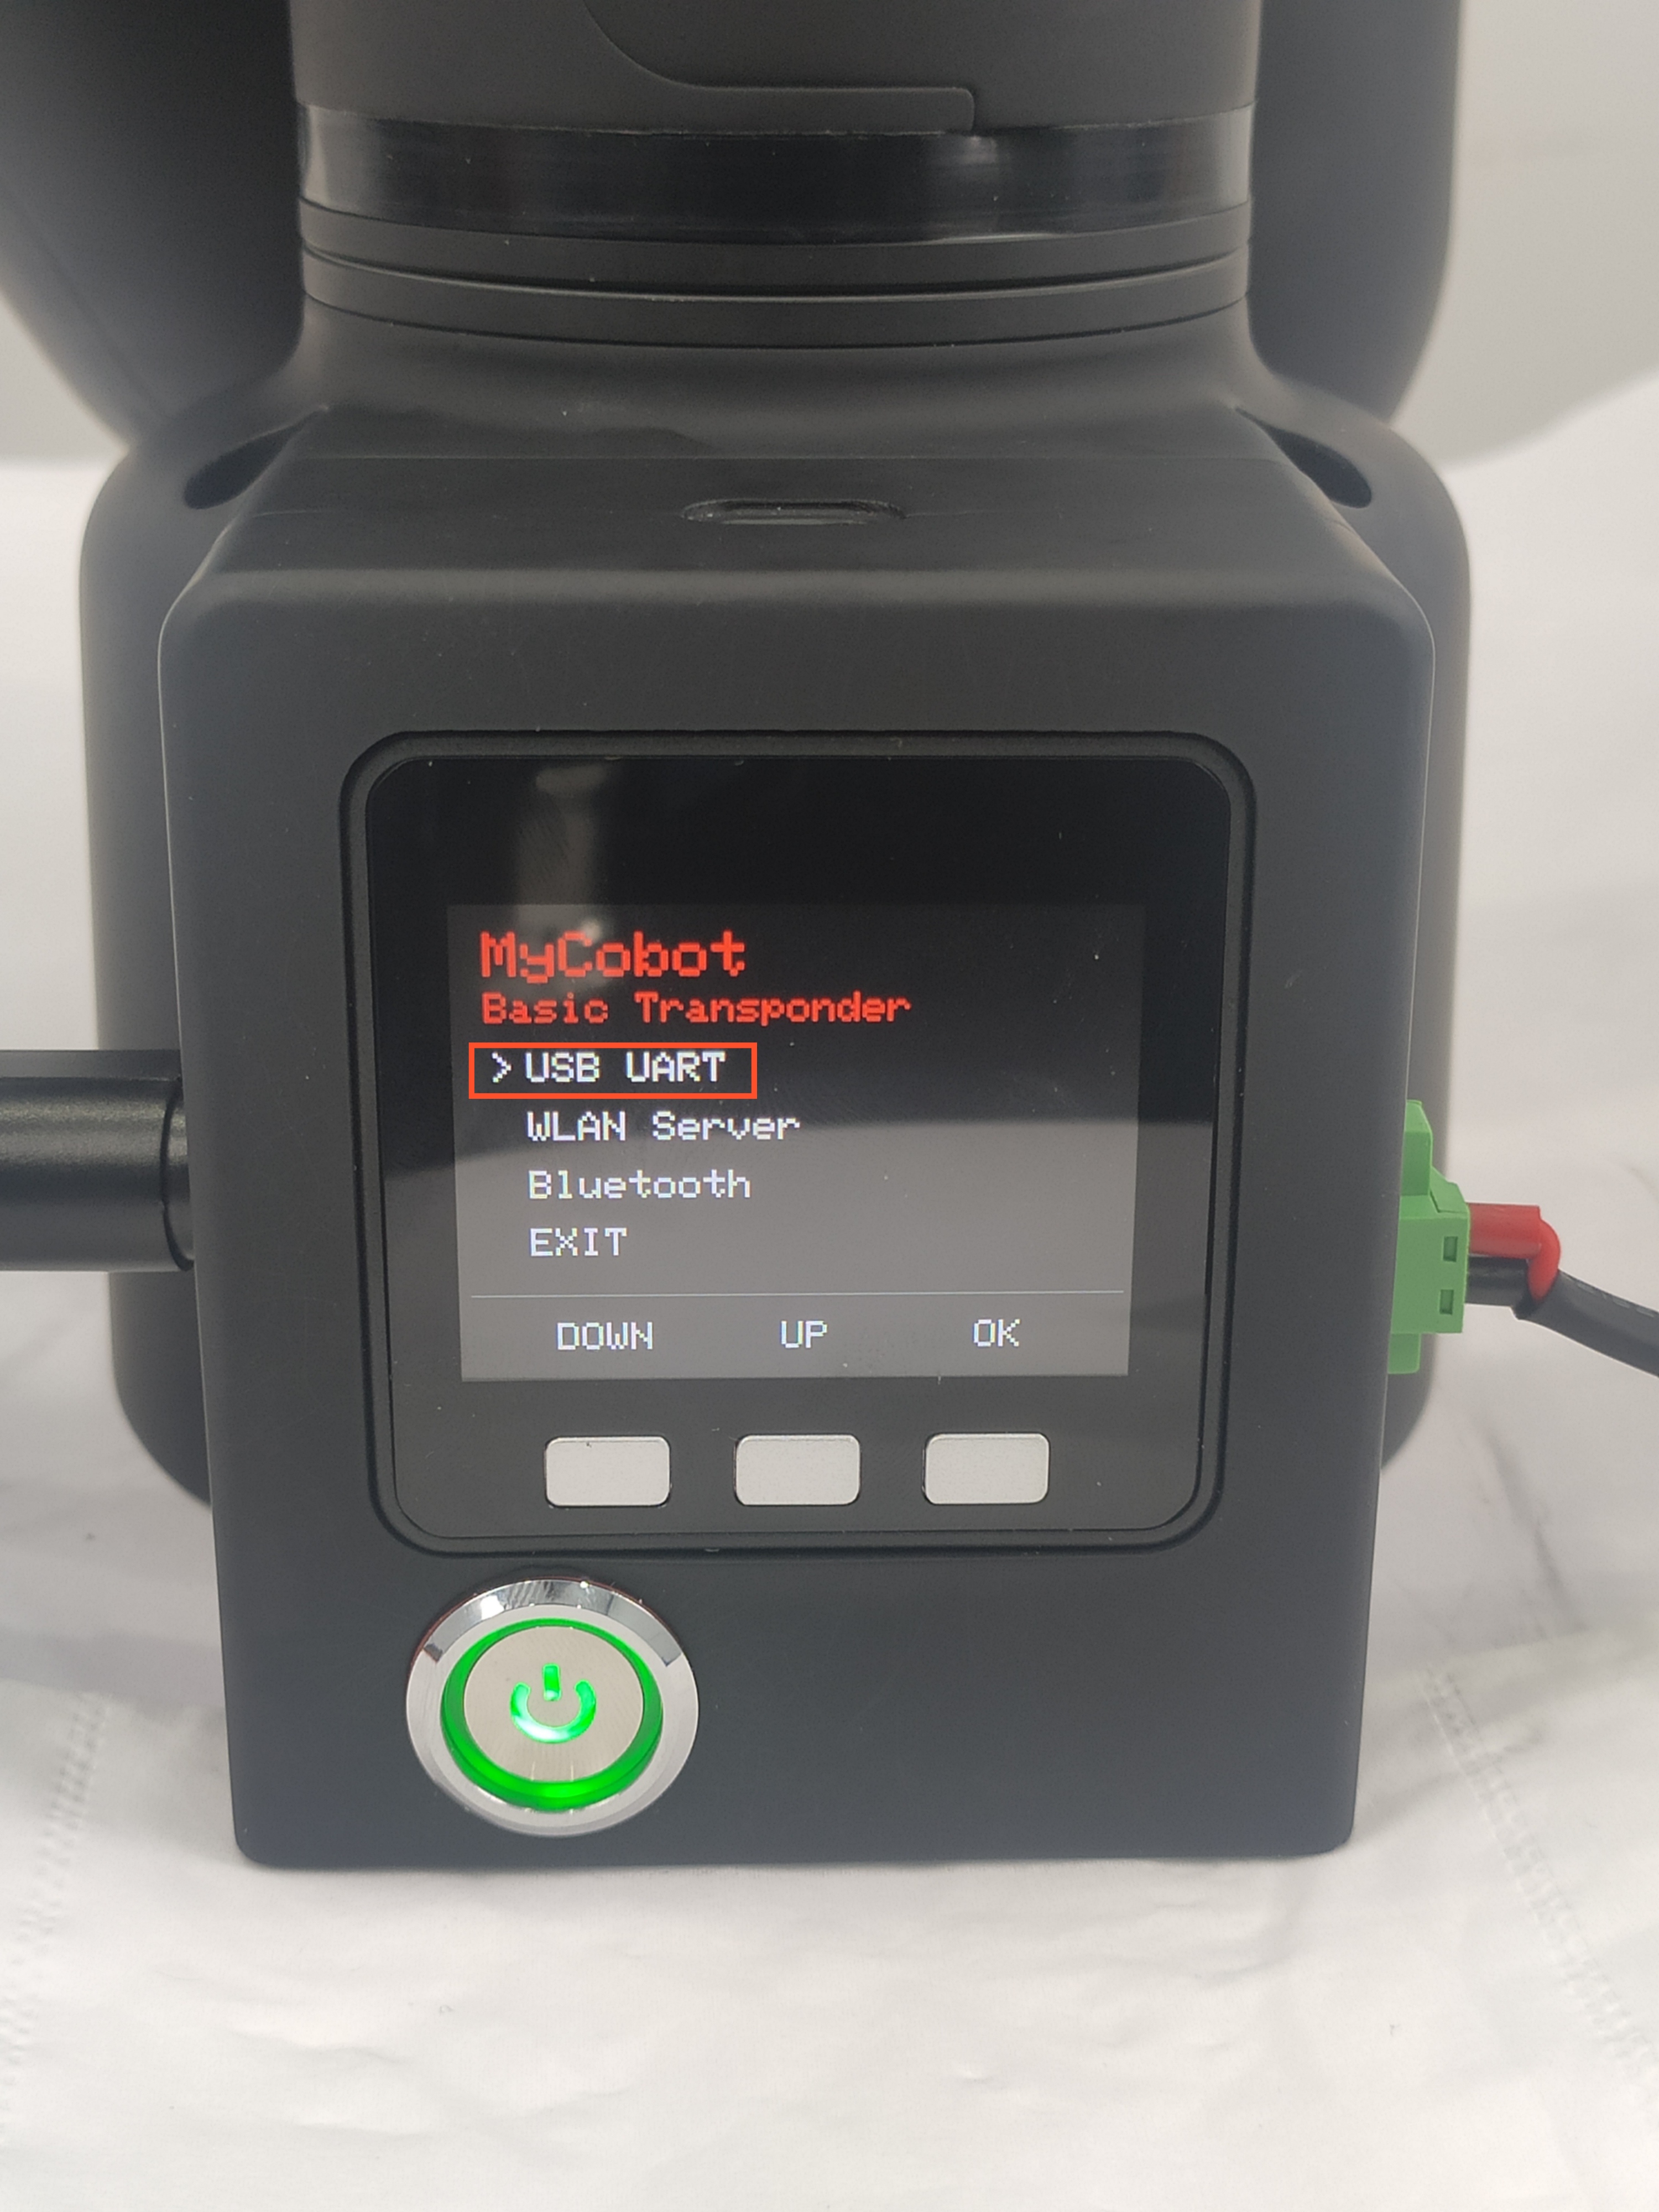 MyCobot
Basic Transponder
> USB UART
WLAN Server
Bluetooth
EXIT
DOWN UP OK